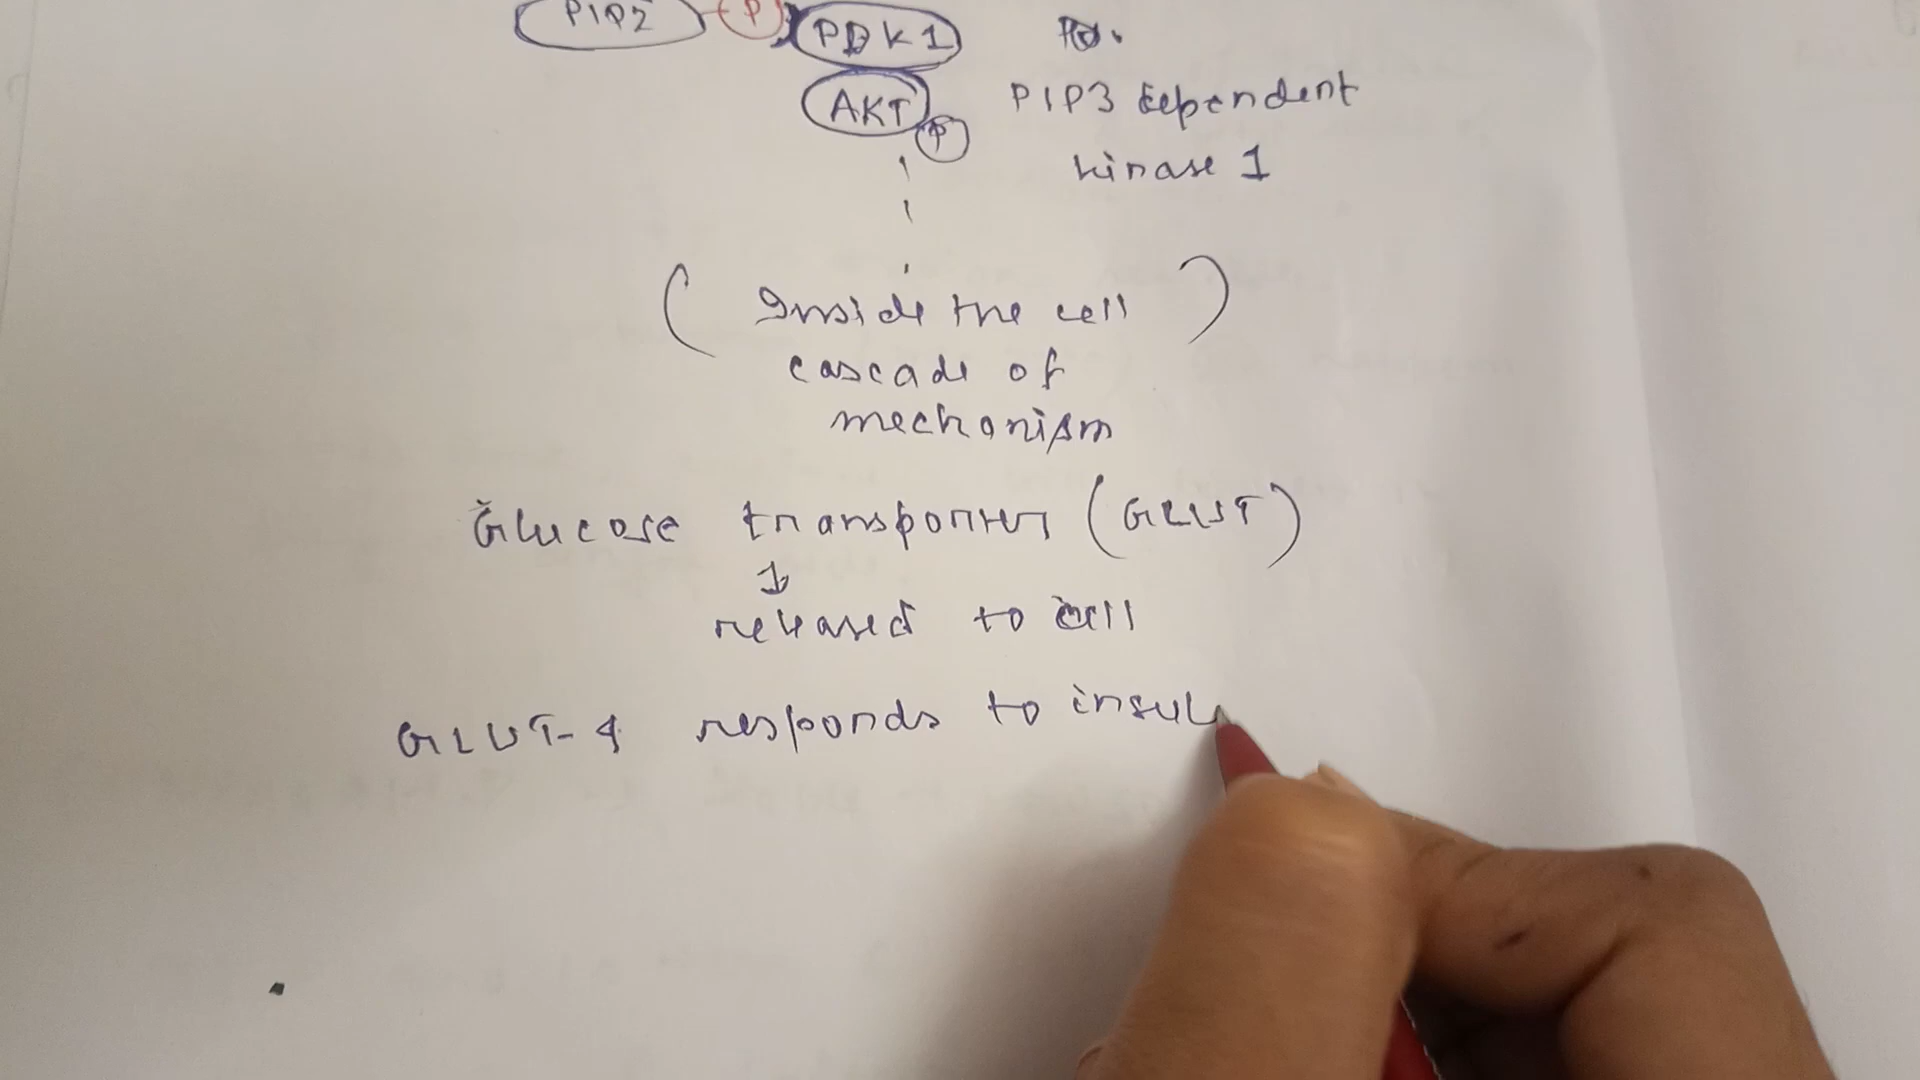 PIP2 P PDK1
AKT P
PIP3 dependent
kinase 1
( Inside the cell )
cascade of
mechanism
Glucose transporter (GLUT)
released to cell
GLUT-4 responds to insul